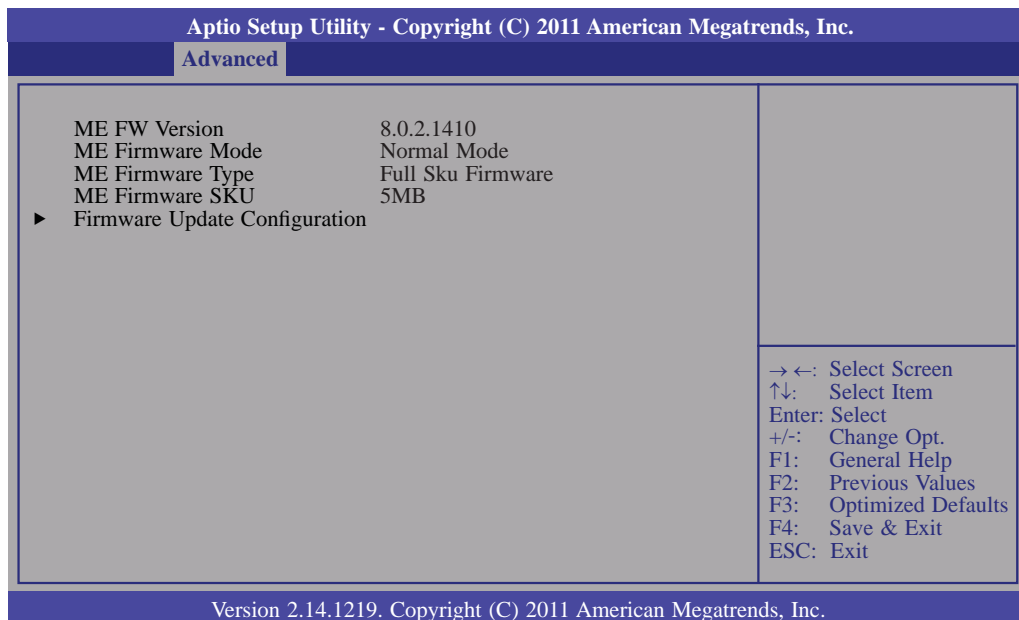 Aptio Setup Utility - Copyright (C) 2011 American Megatrends, Inc.
Advanced
ME FW Version 8.0.2.1410
ME Firmware Mode Normal Mode
ME Firmware Type Full Sku Firmware
ME Firmware SKU 5MB
▶ Firmware Update Configuration
→←: Select Screen
↑↓: Select Item
Enter: Select
+/-: Change Opt.
F1: General Help
F2: Previous Values
F3: Optimized Defaults
F4: Save & Exit
ESC: Exit
Version 2.14.1219. Copyright (C) 2011 American Megatrends, Inc.